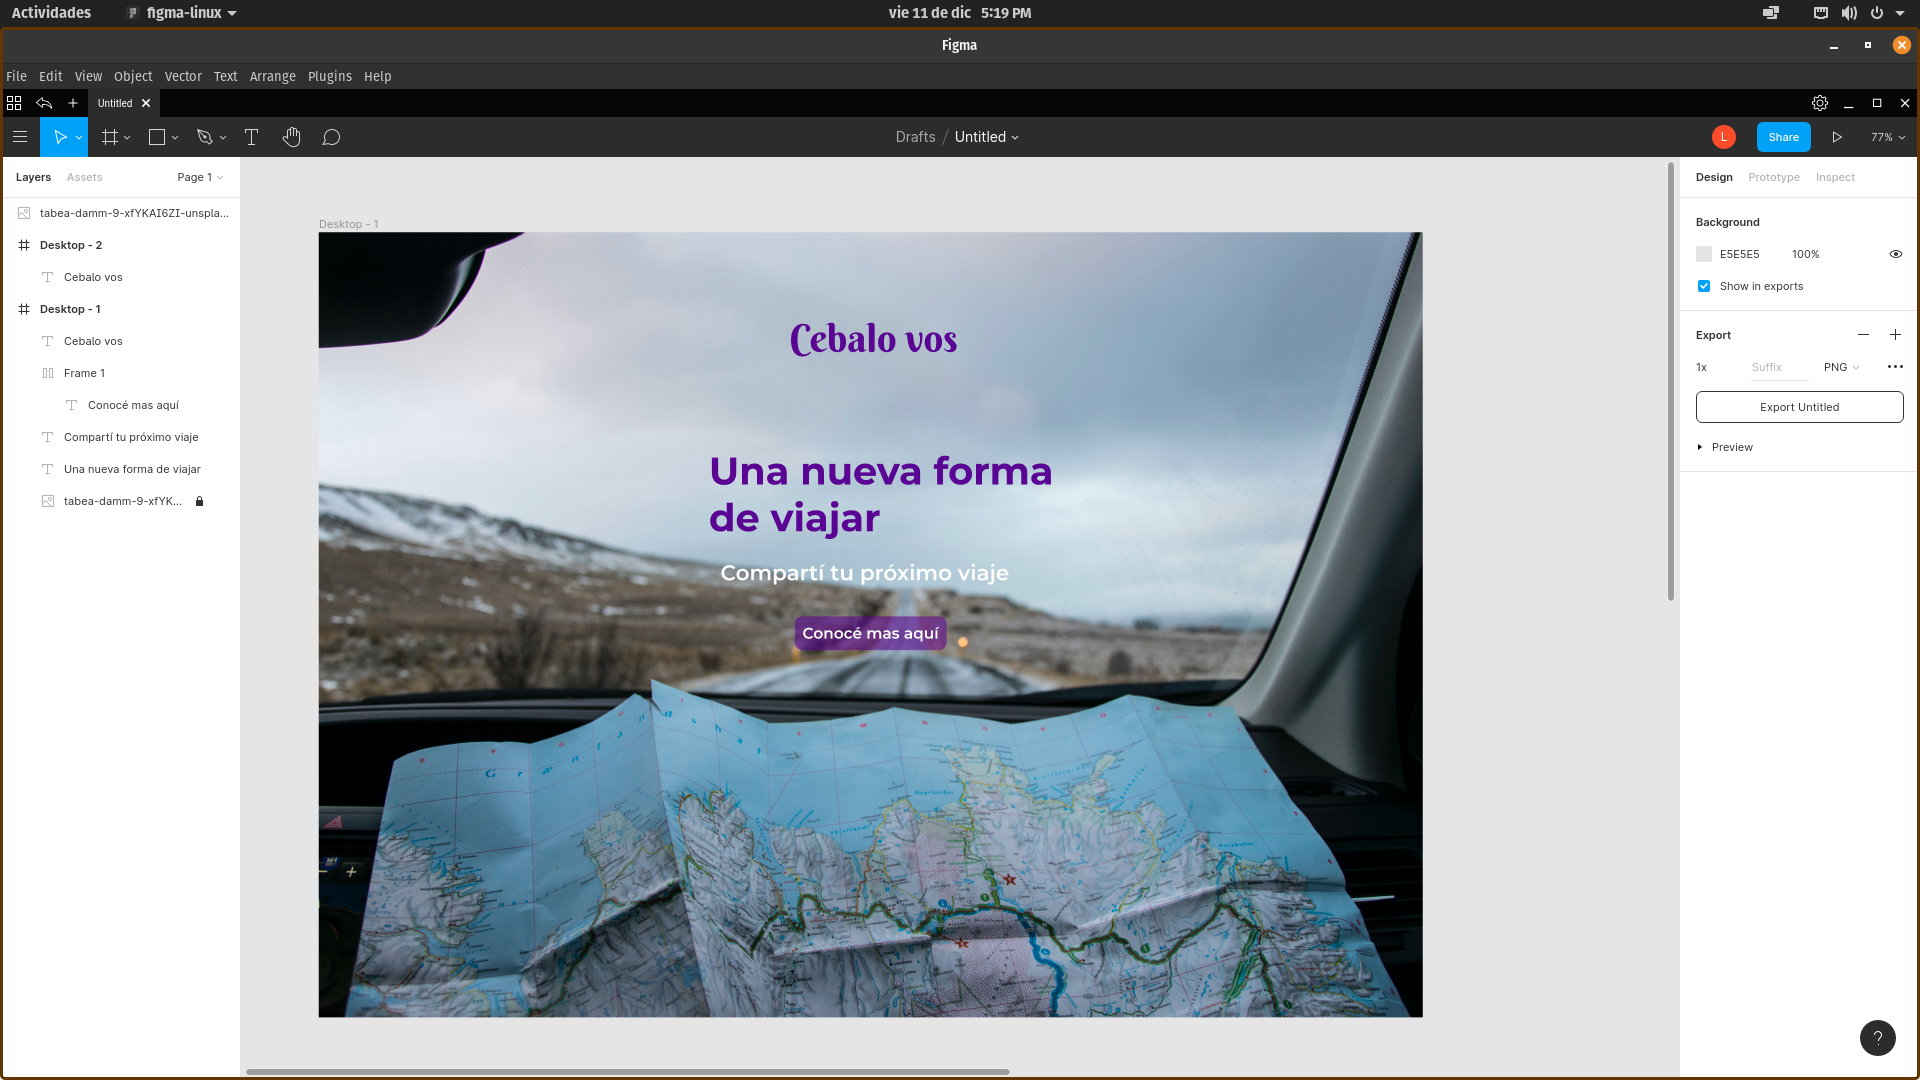 Actividades figma-linux vie 11 de dic 5:19 PM
Figma
File Edit View Object Vector Text Arrange Plugins Help
Untitled
Drafts / Untitled L Share 77%
Layers Assets Page 1
tabea-damm-9-xfYKAI6ZI-unspla...
Desktop - 2
Cebalo vos
Desktop - 1
Cebalo vos
Frame 1
Conocé mas aquí
Compartí tu próximo viaje
Una nueva forma de viajar
tabea-damm-9-xfYK...
Desktop - 1
Cebalo vos
Una nueva forma
de viajar
Compartí tu próximo viaje
Conocé mas aquí
Design Prototype Inspect
Background
E5E5E5 100%
Show in exports
Export
1x Suffix PNG
Export Untitled
Preview
?